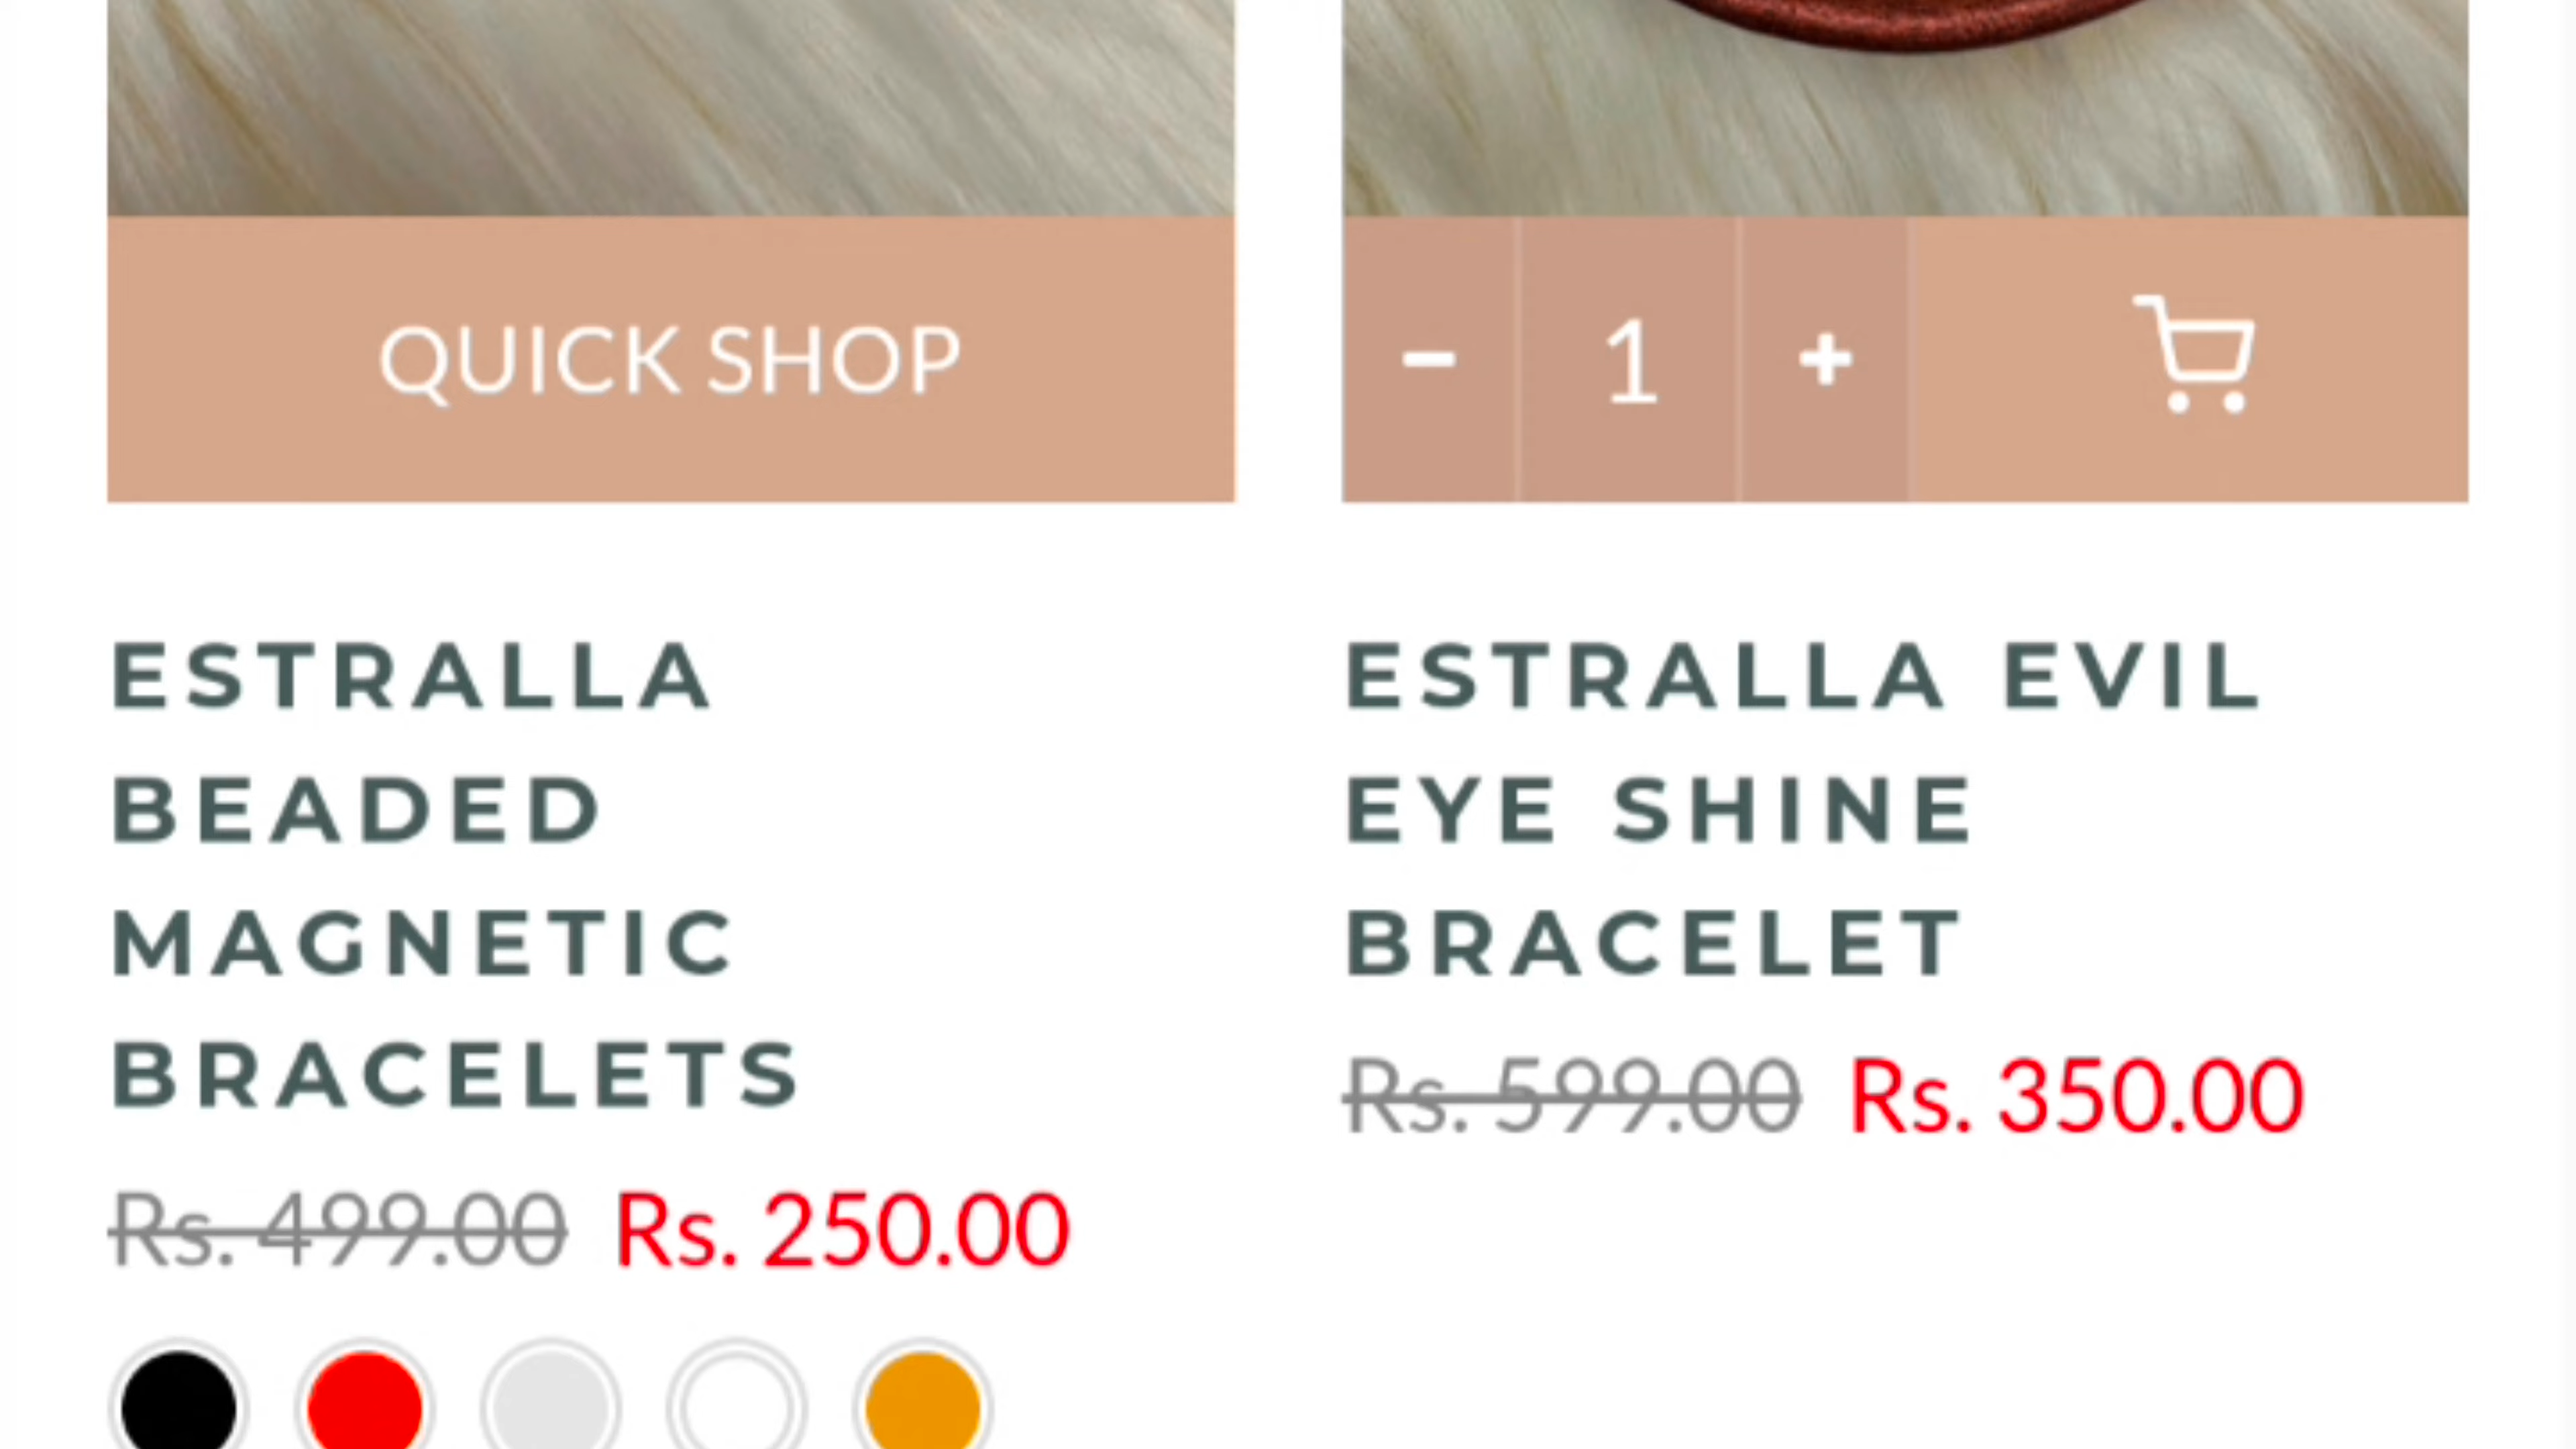 QUICK SHOP
1
ESTRALLA
BEADED
MAGNETIC
BRACELETS
Rs. 499.00 Rs. 250.00
ESTRALLA EVIL
EYE SHINE
BRACELET
Rs. 599.00 Rs. 350.00